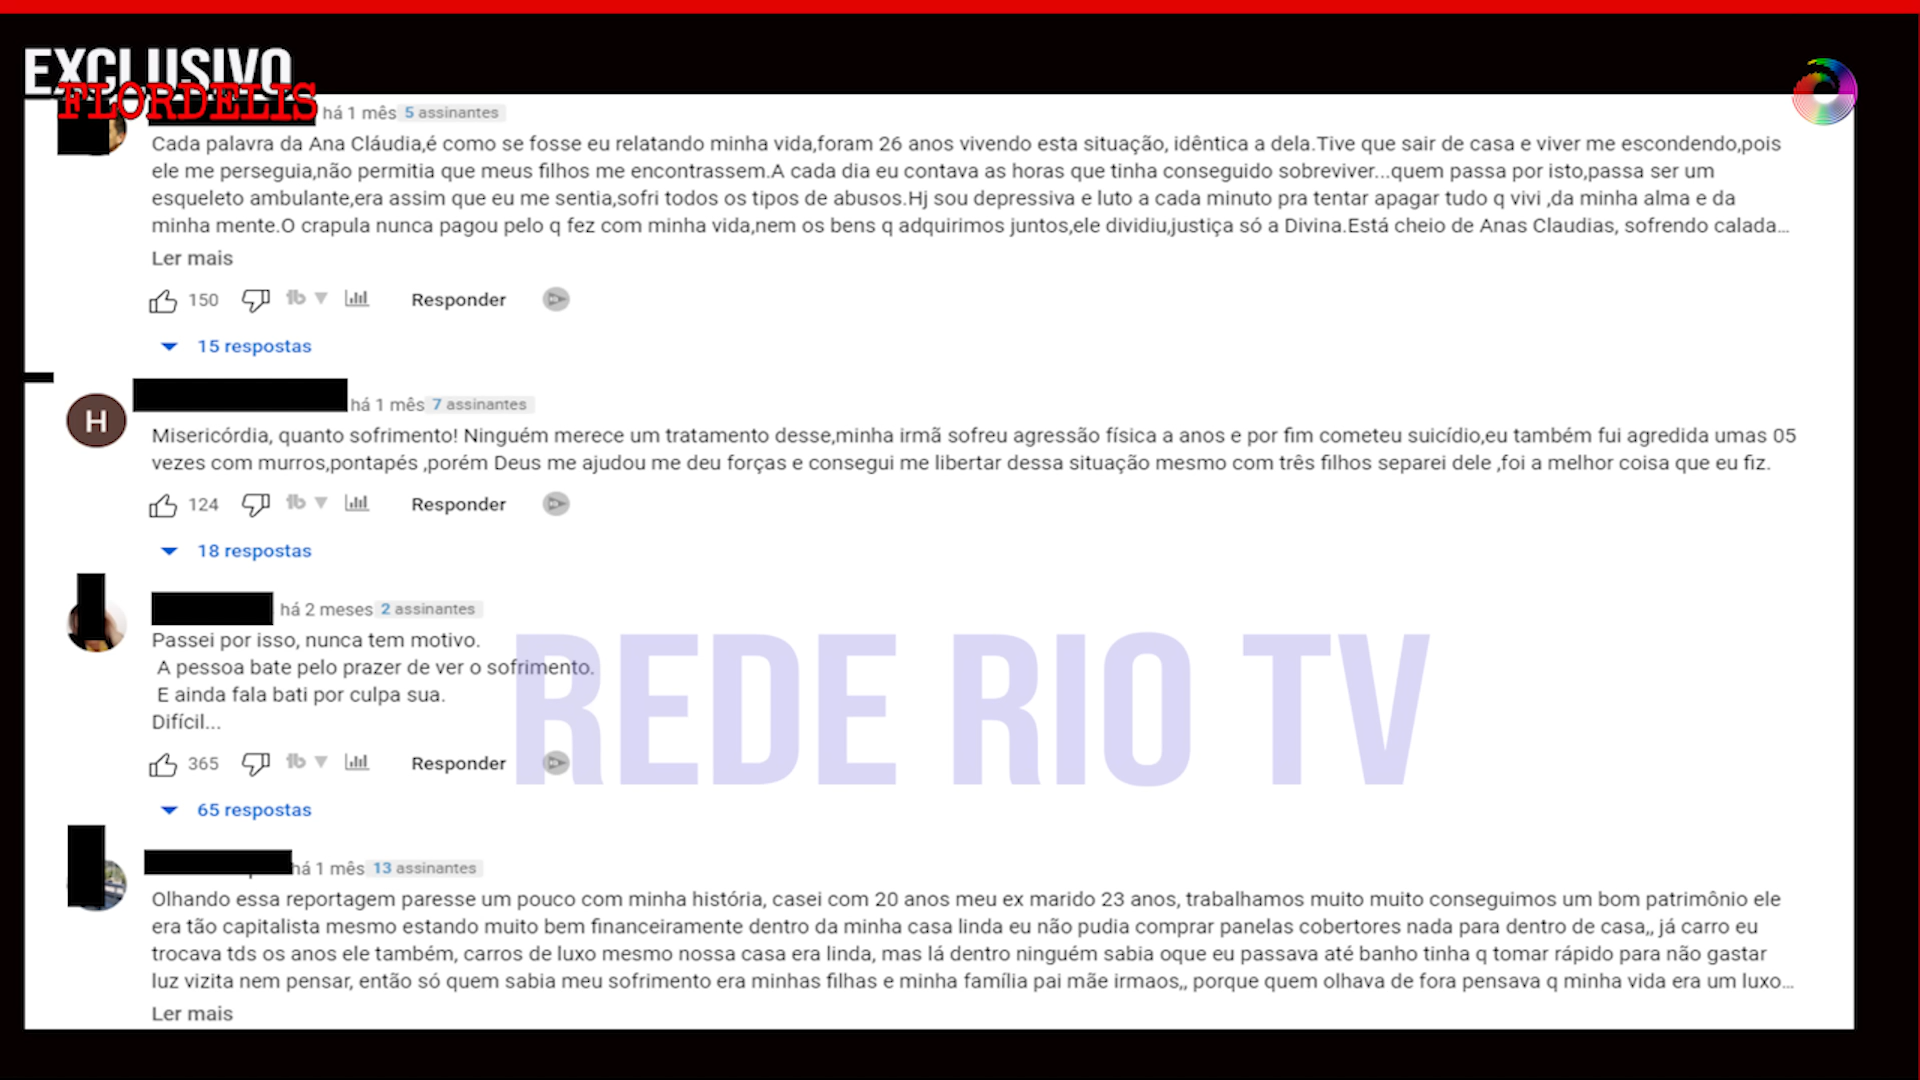 EXCLUSIVO
FLORDELIS
há 1 mês 5 assinantes
Cada palavra da Ana Cláudia,é como se fosse eu relatando minha vida,foram 26 anos vivendo esta situação, idêntica a dela.Tive que sair de casa e viver me escondendo,pois
ele me perseguia,não permitia que meus filhos me encontrassem.A cada dia eu contava as horas que tinha conseguido sobreviver...quem passa por isto,passa ser um
esqueleto ambulante,era assim que eu me sentia,sofri todos os tipos de abusos.Hj sou depressiva e luto a cada minuto pra tentar apagar tudo q vivi ,da minha alma e da
minha mente.O crapula nunca pagou pelo q fez com minha vida,nem os bens q adquirimos juntos,ele dividiu,justiça só a Divina.Está cheio de Anas Claudias, sofrendo calada...
Ler mais
150 Responder
15 respostas
H
há 1 mês 7 assinantes
Misericórdia, quanto sofrimento! Ninguém merece um tratamento desse,minha irmã sofreu agressão física a anos e por fim cometeu suicídio,eu também fui agredida umas 05
vezes com murros,pontapés ,porém Deus me ajudou me deu forças e consegui me libertar dessa situação mesmo com três filhos separei dele ,foi a melhor coisa que eu fiz.
124 Responder
18 respostas
há 2 meses 2 assinantes
Passei por isso, nunca tem motivo.
A pessoa bate pelo prazer de ver o sofrimento.
E ainda fala bati por culpa sua.
Difícil...
REDE RIO TV
365 Responder
65 respostas
há 1 mês 13 assinantes
Olhando essa reportagem paresse um pouco com minha história, casei com 20 anos meu ex marido 23 anos, trabalhamos muito muito conseguimos um bom patrimônio ele
era tão capitalista mesmo estando muito bem financeiramente dentro da minha casa linda eu não pudia comprar panelas cobertores nada para dentro de casa,, já carro eu
trocava tds os anos ele também, carros de luxo mesmo nossa casa era linda, mas lá dentro ninguém sabia oque eu passava até banho tinha q tomar rápido para não gastar
luz vizita nem pensar, então só quem sabia meu sofrimento era minhas filhas e minha família pai mãe irmaos,, porque quem olhava de fora pensava q minha vida era um luxo...
Ler mais